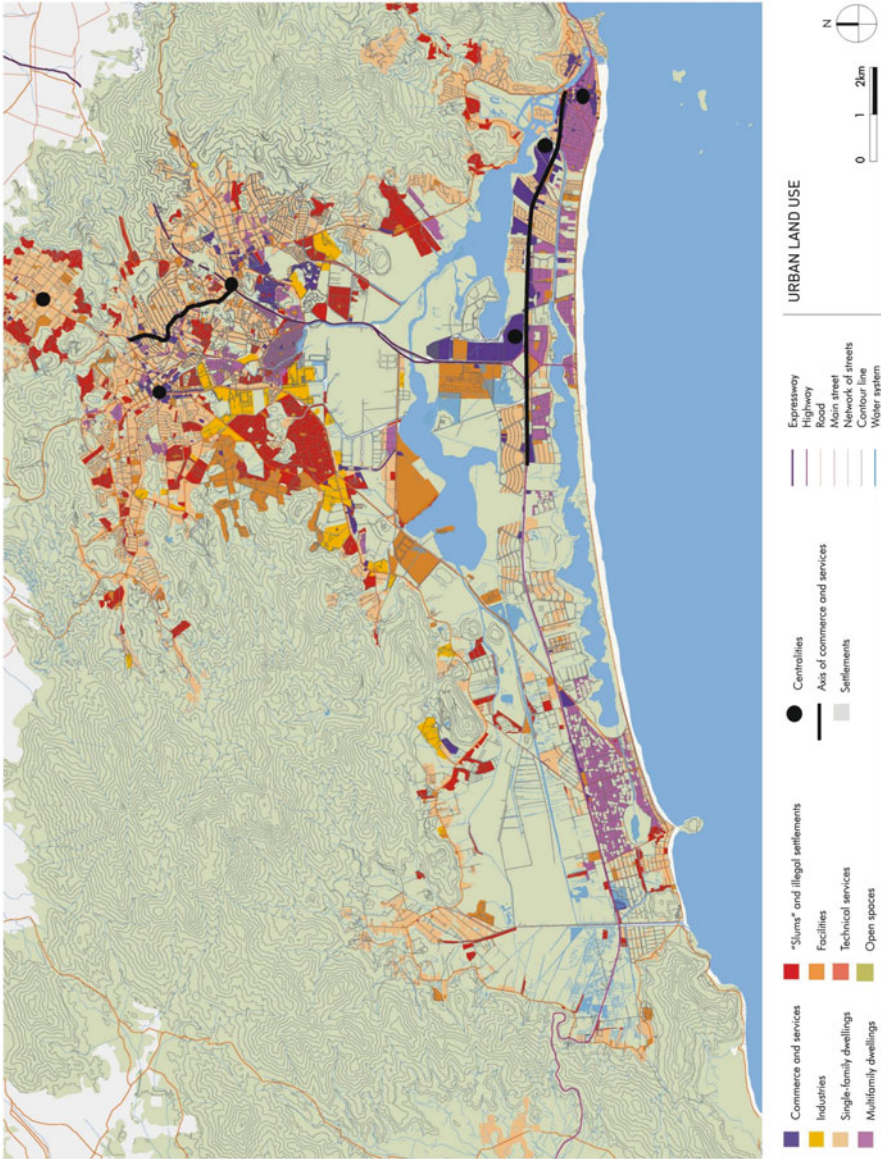 N
0 1 2km
URBAN LAND USE
Commerce and services
Industries
Single-family dwellings
Multifamily dwellings
"Slums" and illegal settlements
Facilities
Technical services
Open spaces
Centralities
Axis of commerce and services
Settlements
Expressway
Highway
Road
Main street
Network of streets
Contour line
Water system